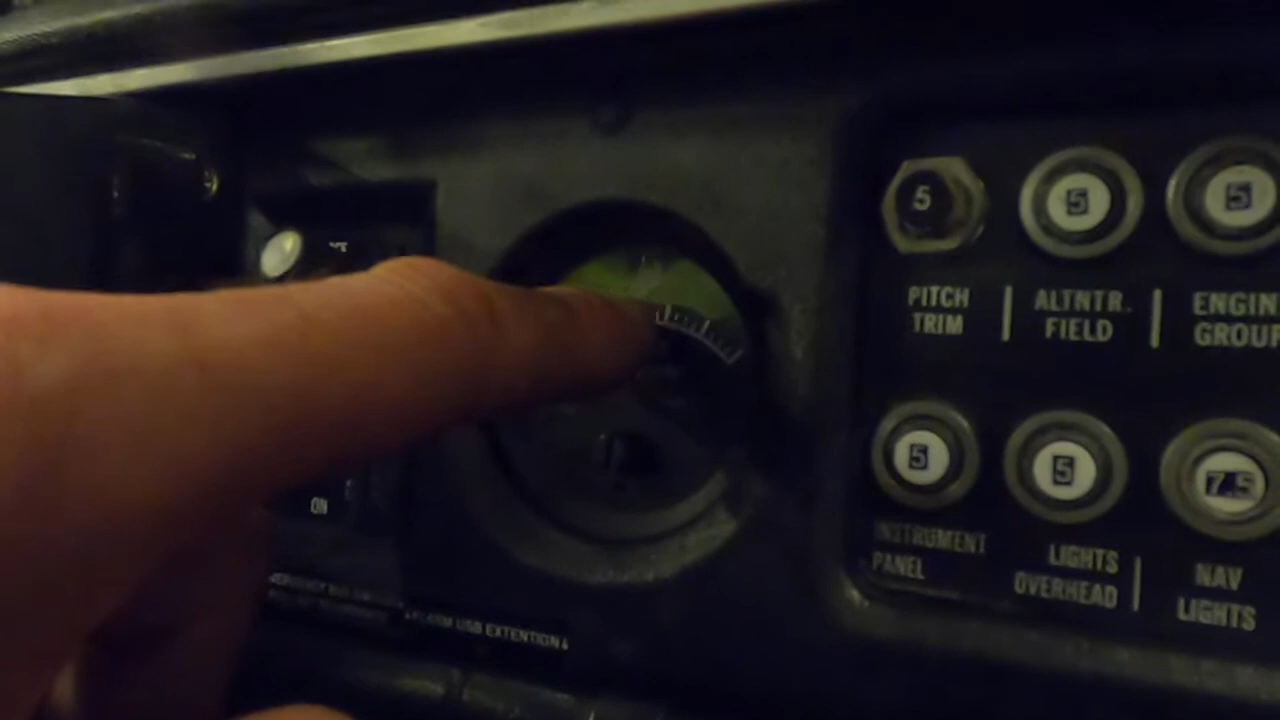 5 5 5
PITCH TRIM
ALTNTR. FIELD
ENGIN
GROUP
5 5 7.5
INSTRUMENT
PANEL
LIGHTS
OVERHEAD
NAV
LIGHTS
ON
USB EXTENTION